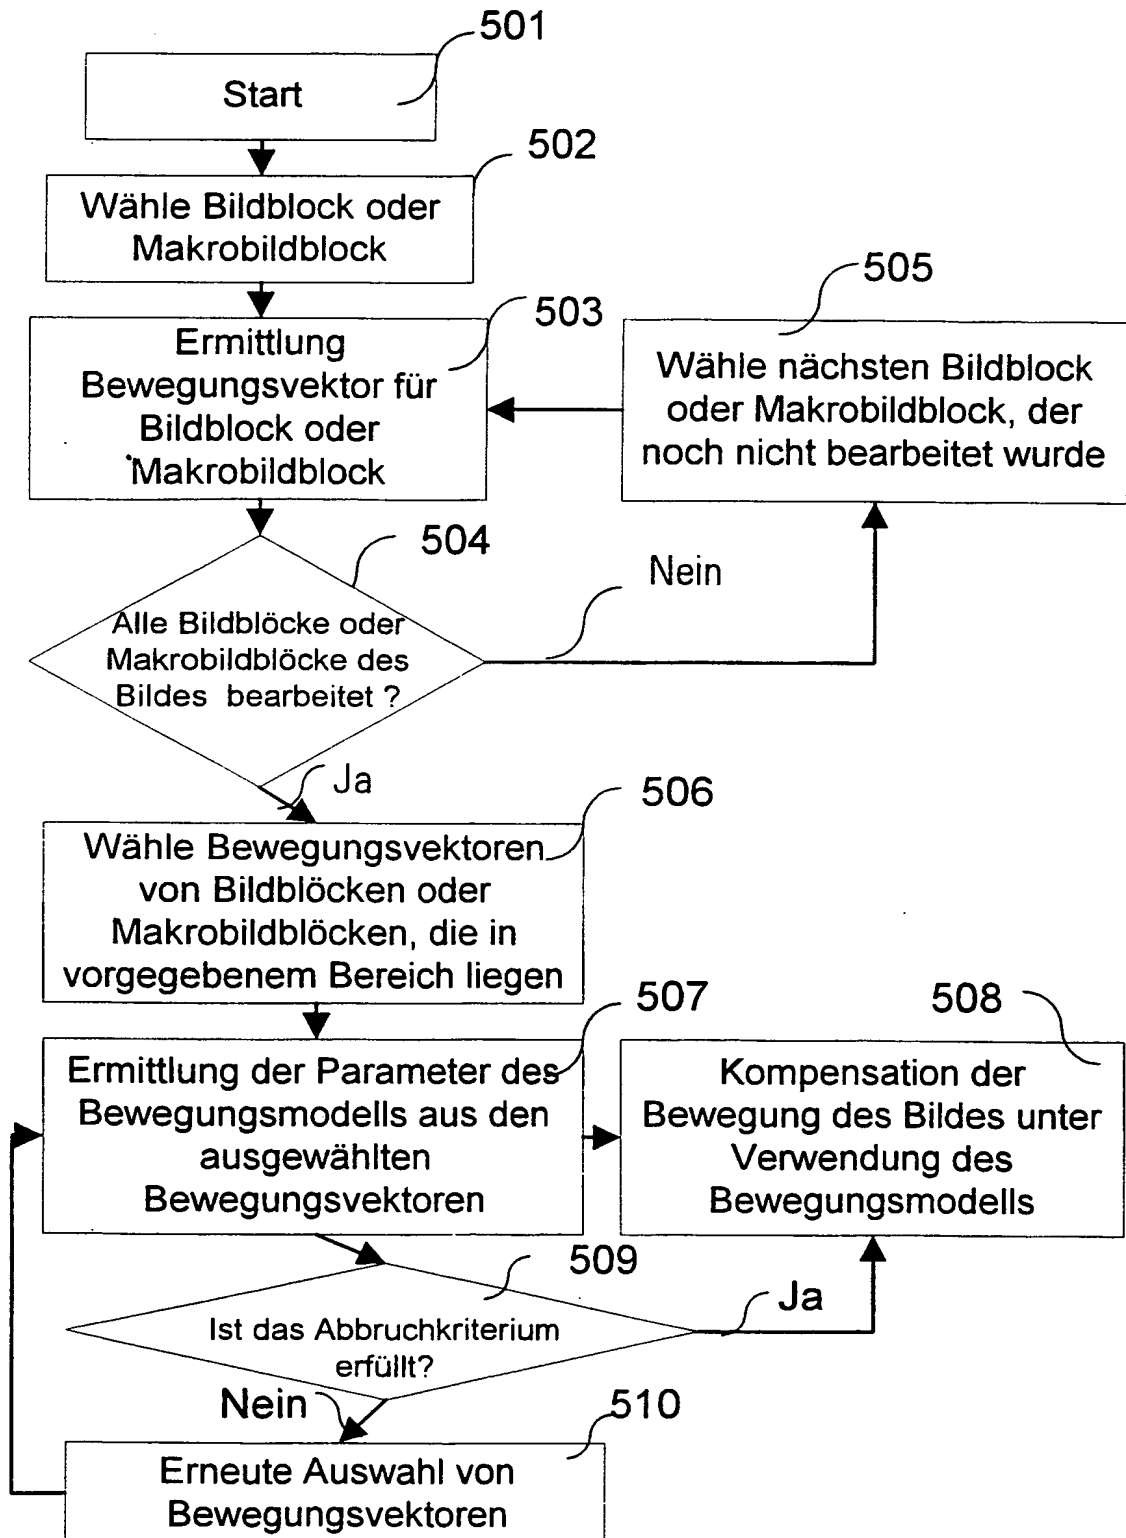 501
Start
502
Wähle Bildblock oder
Makrobildblock
503
Ermittlung
Bewegungsvektor für
Bildblock oder
Makrobildblock
505
Wähle nächsten Bildblock
oder Makrobildblock, der
noch nicht bearbeitet wurde
504
Alle Bildblöcke oder
Makrobildblöcke des
Bildes bearbeitet ?
Nein
Ja
506
Wähle Bewegungsvektoren
von Bildblöcken oder
Makrobildblöcken, die in
vorgegebenem Bereich liegen
507
Ermittlung der Parameter des
Bewegungsmodells aus den
ausgewählten
Bewegungsvektoren
508
Kompensation der
Bewegung des Bildes unter
Verwendung des
Bewegungsmodells
509
Ist das Abbruchkriterium
erfüllt?
Ja
Nein
510
Erneute Auswahl von
Bewegungsvektoren